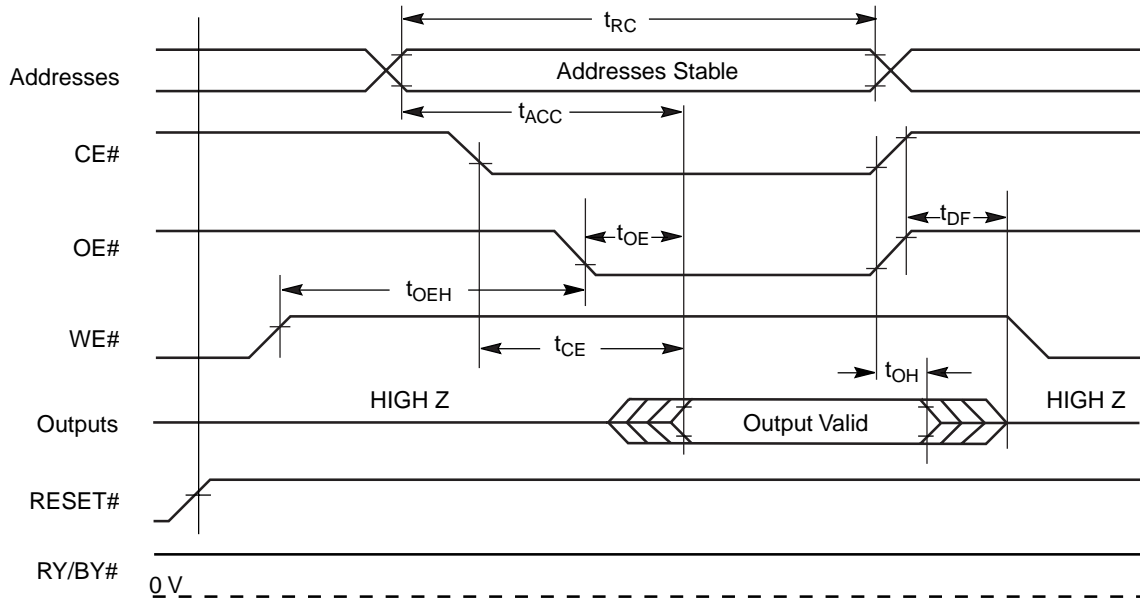 tRC
Addresses
Addresses Stable
tACC
CE#
tDF
OE#
tOE
tOEH
WE#
tCE
tOH
HIGH Z
HIGH Z
Outputs
Output Valid
RESET#
RY/BY#
0 V